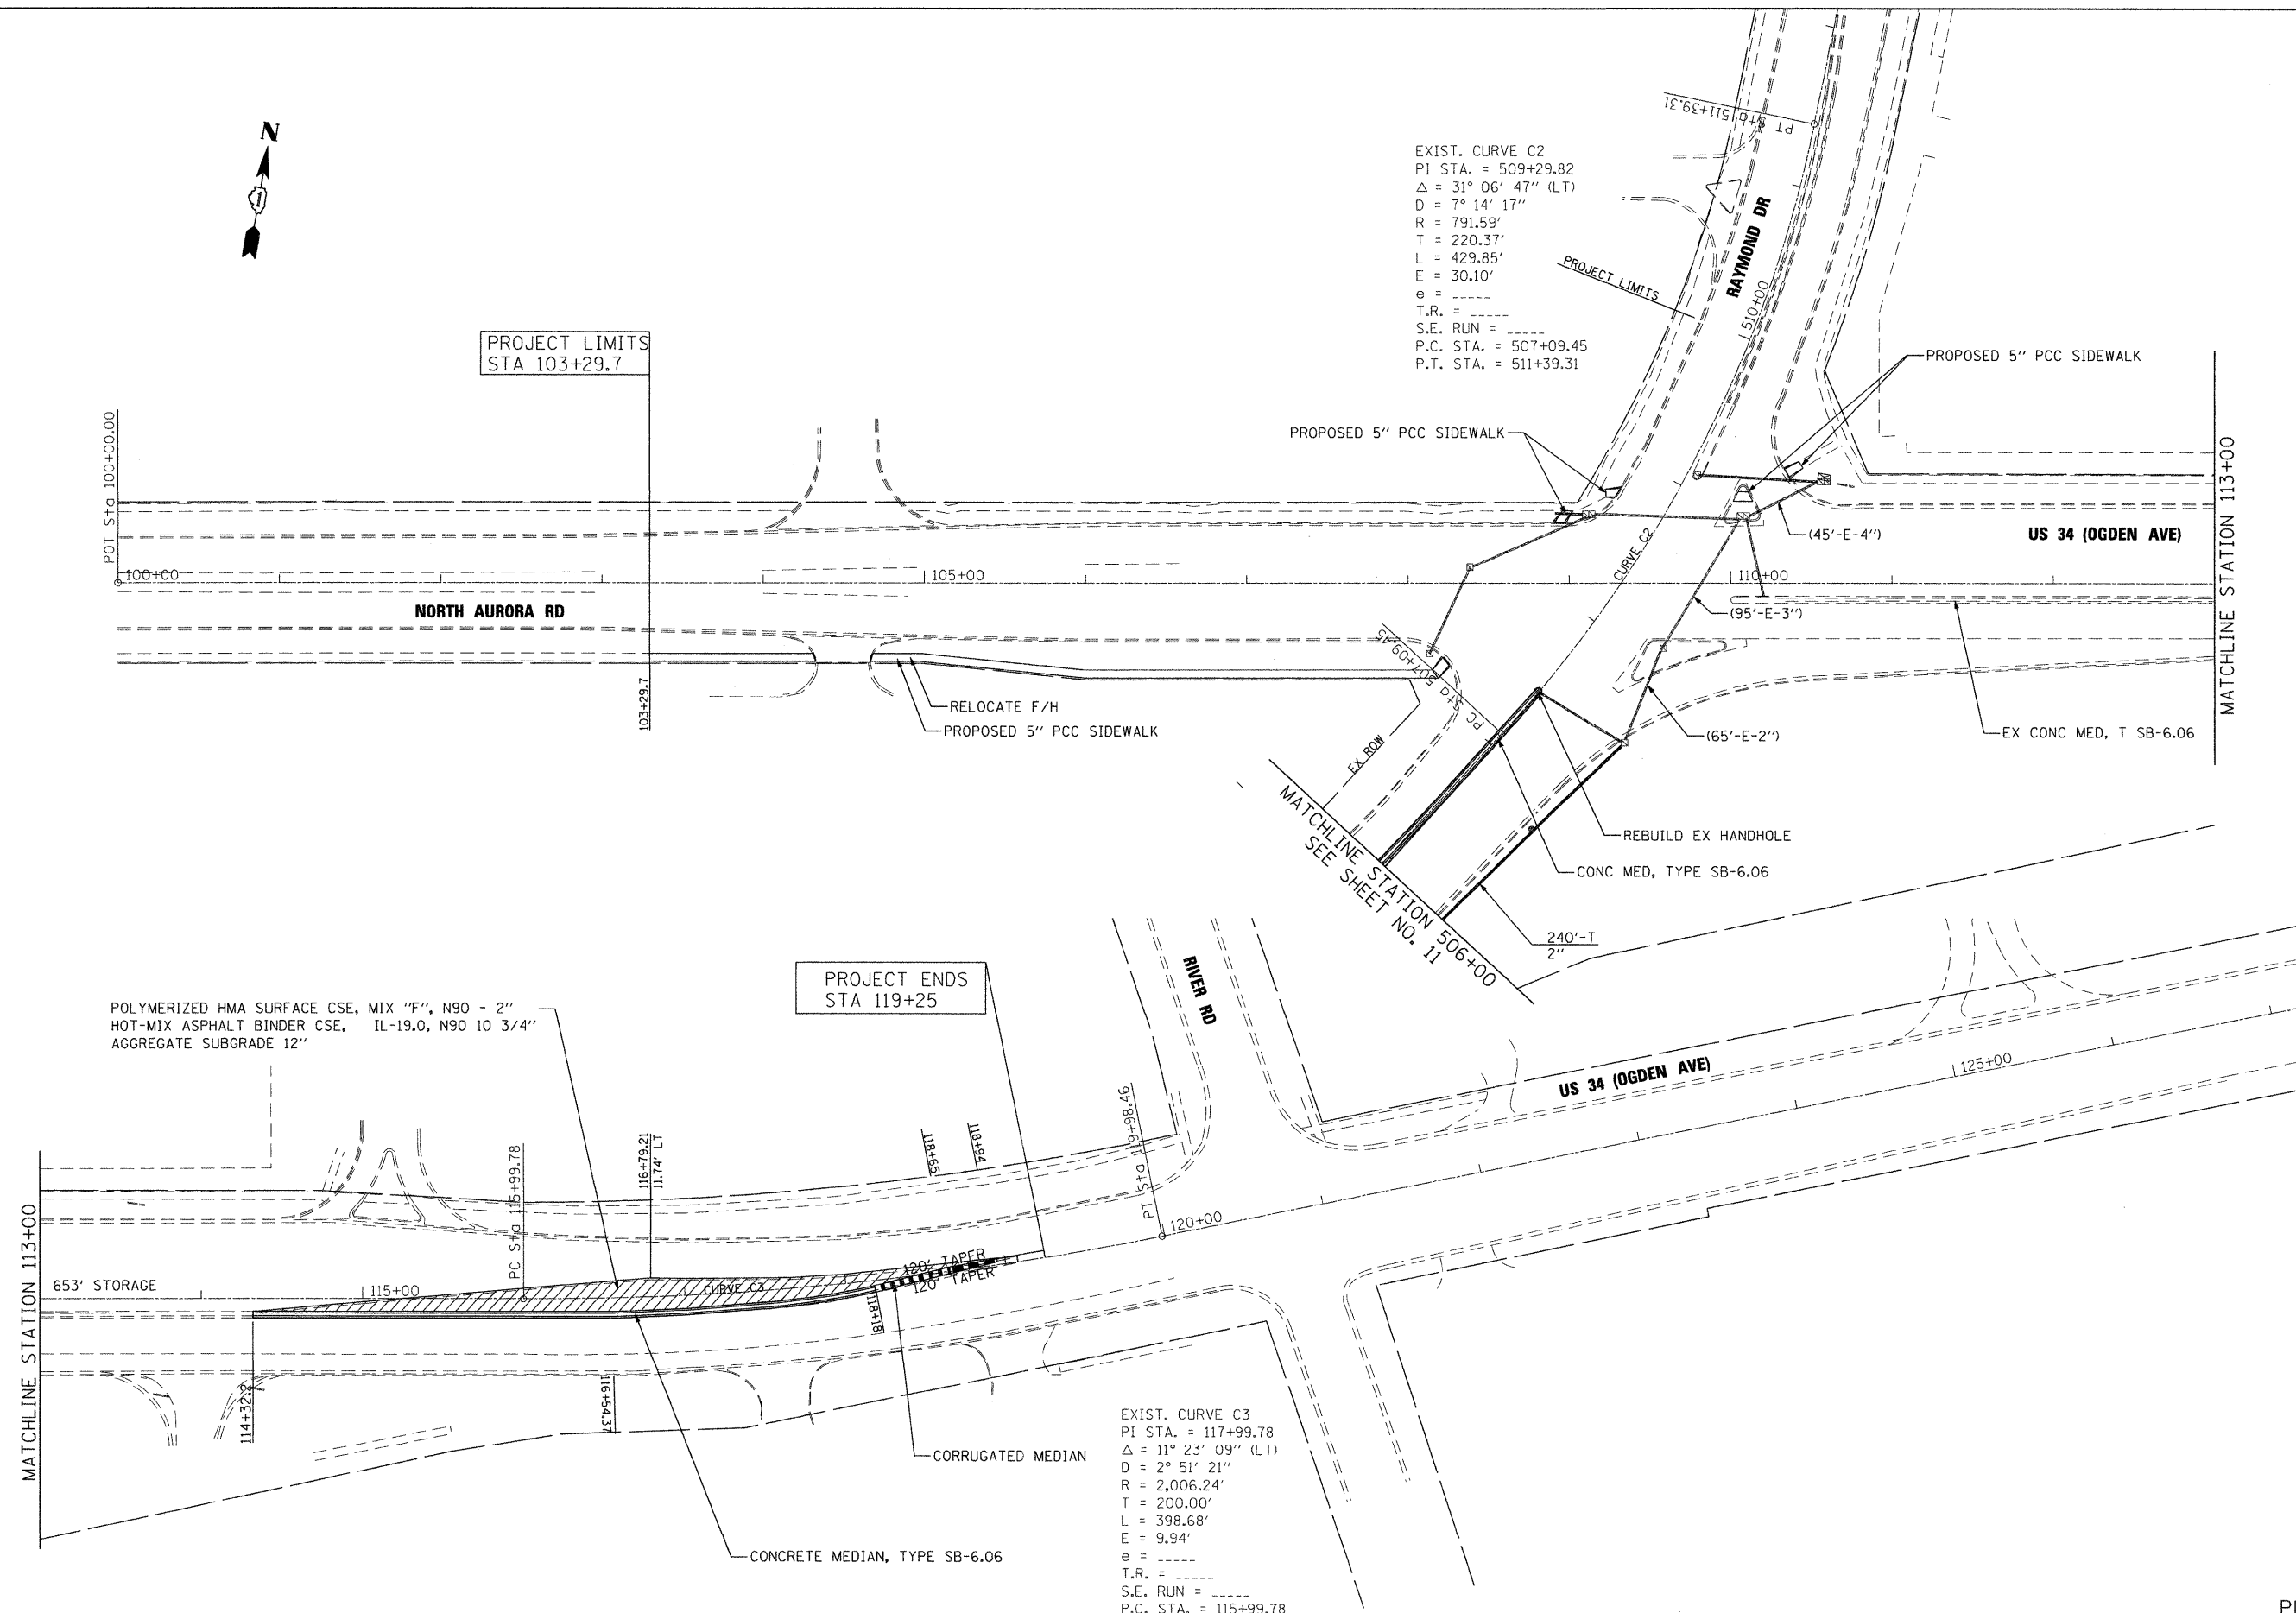 N
1
PROJECT LIMITS
STA 103+29.7
POT Sta 100+00.00
100+00
NORTH AURORA RD
103+29.7
105+00
RELOCATE F/H
PROPOSED 5" PCC SIDEWALK
EXIST. CURVE C2
PI STA. = 509+29.82
Δ = 31° 06' 47" (LT)
D = 7° 14' 17"
R = 791.59'
T = 220.37'
L = 429.85'
E = 30.10'
e = -----
T.R. = -----
S.E. RUN = -----
P.C. STA. = 507+09.45
P.T. STA. = 511+39.31
PT Sta 511+39.31
PROJECT LIMITS
RAYMOND DR
510+00
PROPOSED 5" PCC SIDEWALK
PROPOSED 5" PCC SIDEWALK
CURVE C2
110+00
(45'-E-4")
US 34 (OGDEN AVE)
(95'-E-3")
MATCHLINE STATION 113+00
PC Sta 507+09.45
EX ROW
(65'-E-2")
EX CONC MED, T SB-6.06
REBUILD EX HANDHOLE
CONC MED, TYPE SB-6.06
240'-T
2"
MATCHLINE STATION 506+00
SEE SHEET NO. 11
PROJECT ENDS
STA 119+25
POLYMERIZED HMA SURFACE CSE, MIX "F", N90 - 2"
HOT-MIX ASPHALT BINDER CSE, IL-19.0, N90 10 3/4"
AGGREGATE SUBGRADE 12"
RIVER RD
US 34 (OGDEN AVE)
125+00
MATCHLINE STATION 113+00
653' STORAGE
114+32.2
115+00
PC Sta 115+99.78
116+54.37
116+79.21
11.74' LT
CURVE C3
118+18
118+65
118+94
120' TAPER
120' TAPER
PT Sta 119+98.46
120+00
CORRUGATED MEDIAN
CONCRETE MEDIAN, TYPE SB-6.06
EXIST. CURVE C3
PI STA. = 117+99.78
Δ = 11° 23' 09" (LT)
D = 2° 51' 21"
R = 2,006.24'
T = 200.00'
L = 398.68'
E = 9.94'
e = -----
T.R. = -----
S.E. RUN = -----
P.C. STA. = 115+99.78